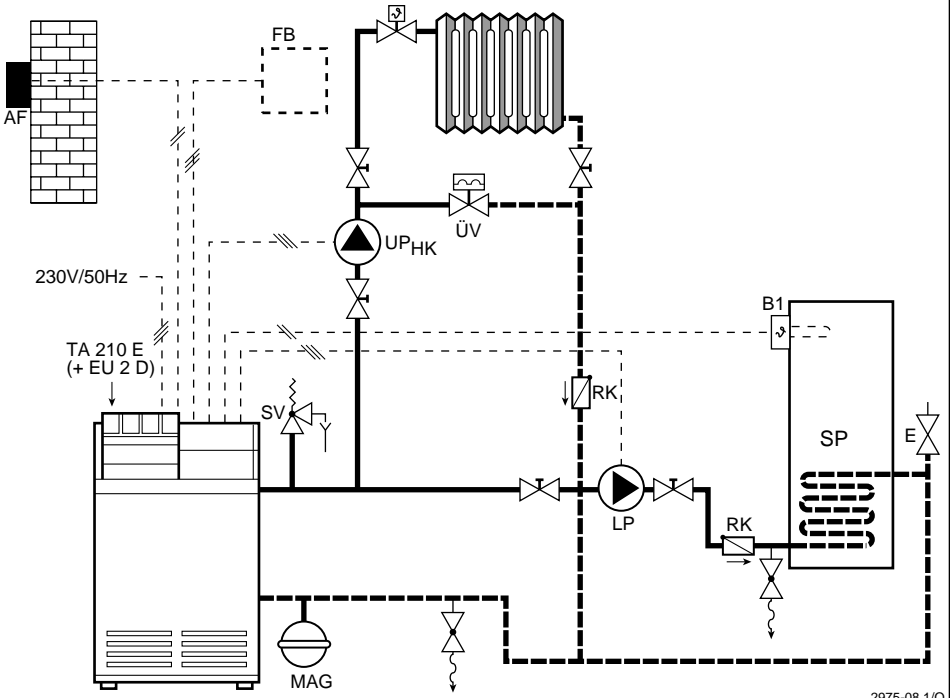 FB
AF
ÜV
UPHK
230V/50Hz
B1
TA 210 E
(+ EU 2 D)
RK
SV
E
SP
LP
RK
MAG
2975-08.1/O